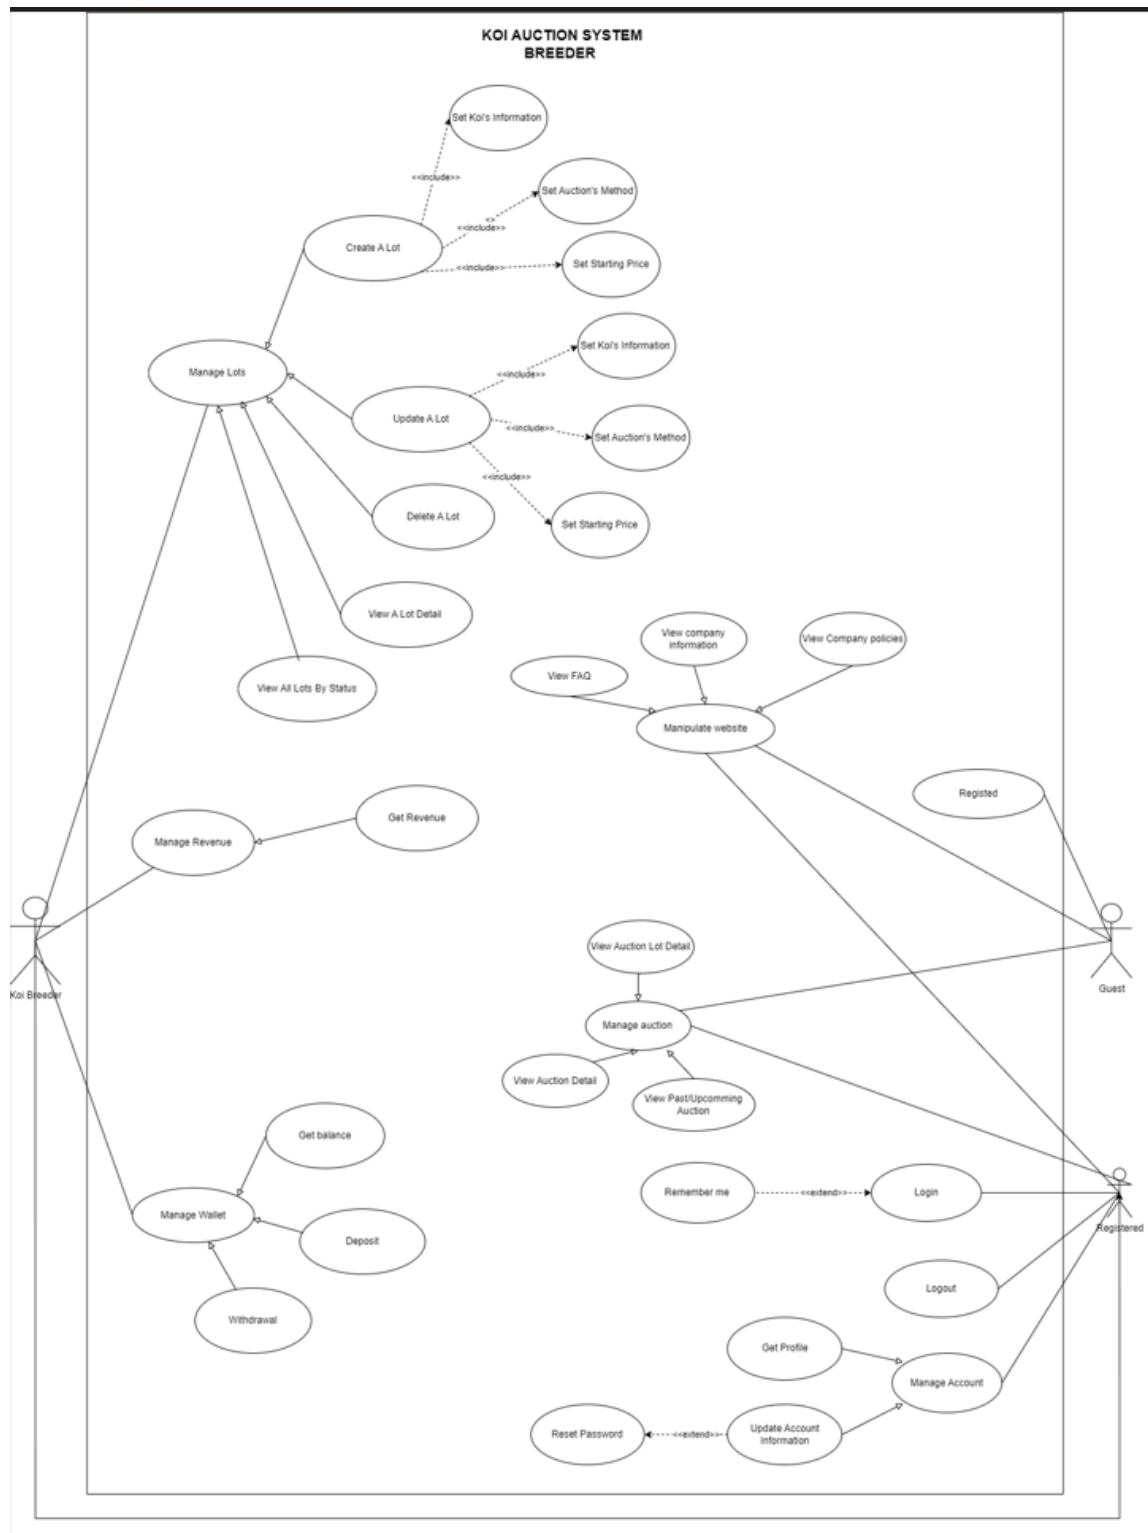 KOI AUCTION SYSTEM
BREEDER
Set Koi's Information
<<include>>
Set Auction's Method
<>
<<include>>
Create A Lot
<<include>>
Set Starting Price
Set Koi's Information
<<include>>
Manage Lots
Update A Lot
<<include>>
Set Auction's Method
<<include>>
Delete A Lot
Set Starting Price
View A Lot Detail
View company
information
View Company policies
View FAQ
View All Lots By Status
Manipulate website
Registed
Get Revenue
Manage Revenue
View Auction Lot Detail
Koi Breeder
Guest
Manage auction
View Auction Detail
View Past/Upcomming
Auction
Get balance
Remember me
<<extend>>
Login
Manage Wallet
Registered
Deposit
Logout
Withdrawal
Get Profile
Manage Account
Reset Password
<<extend>>
Update Account
Information